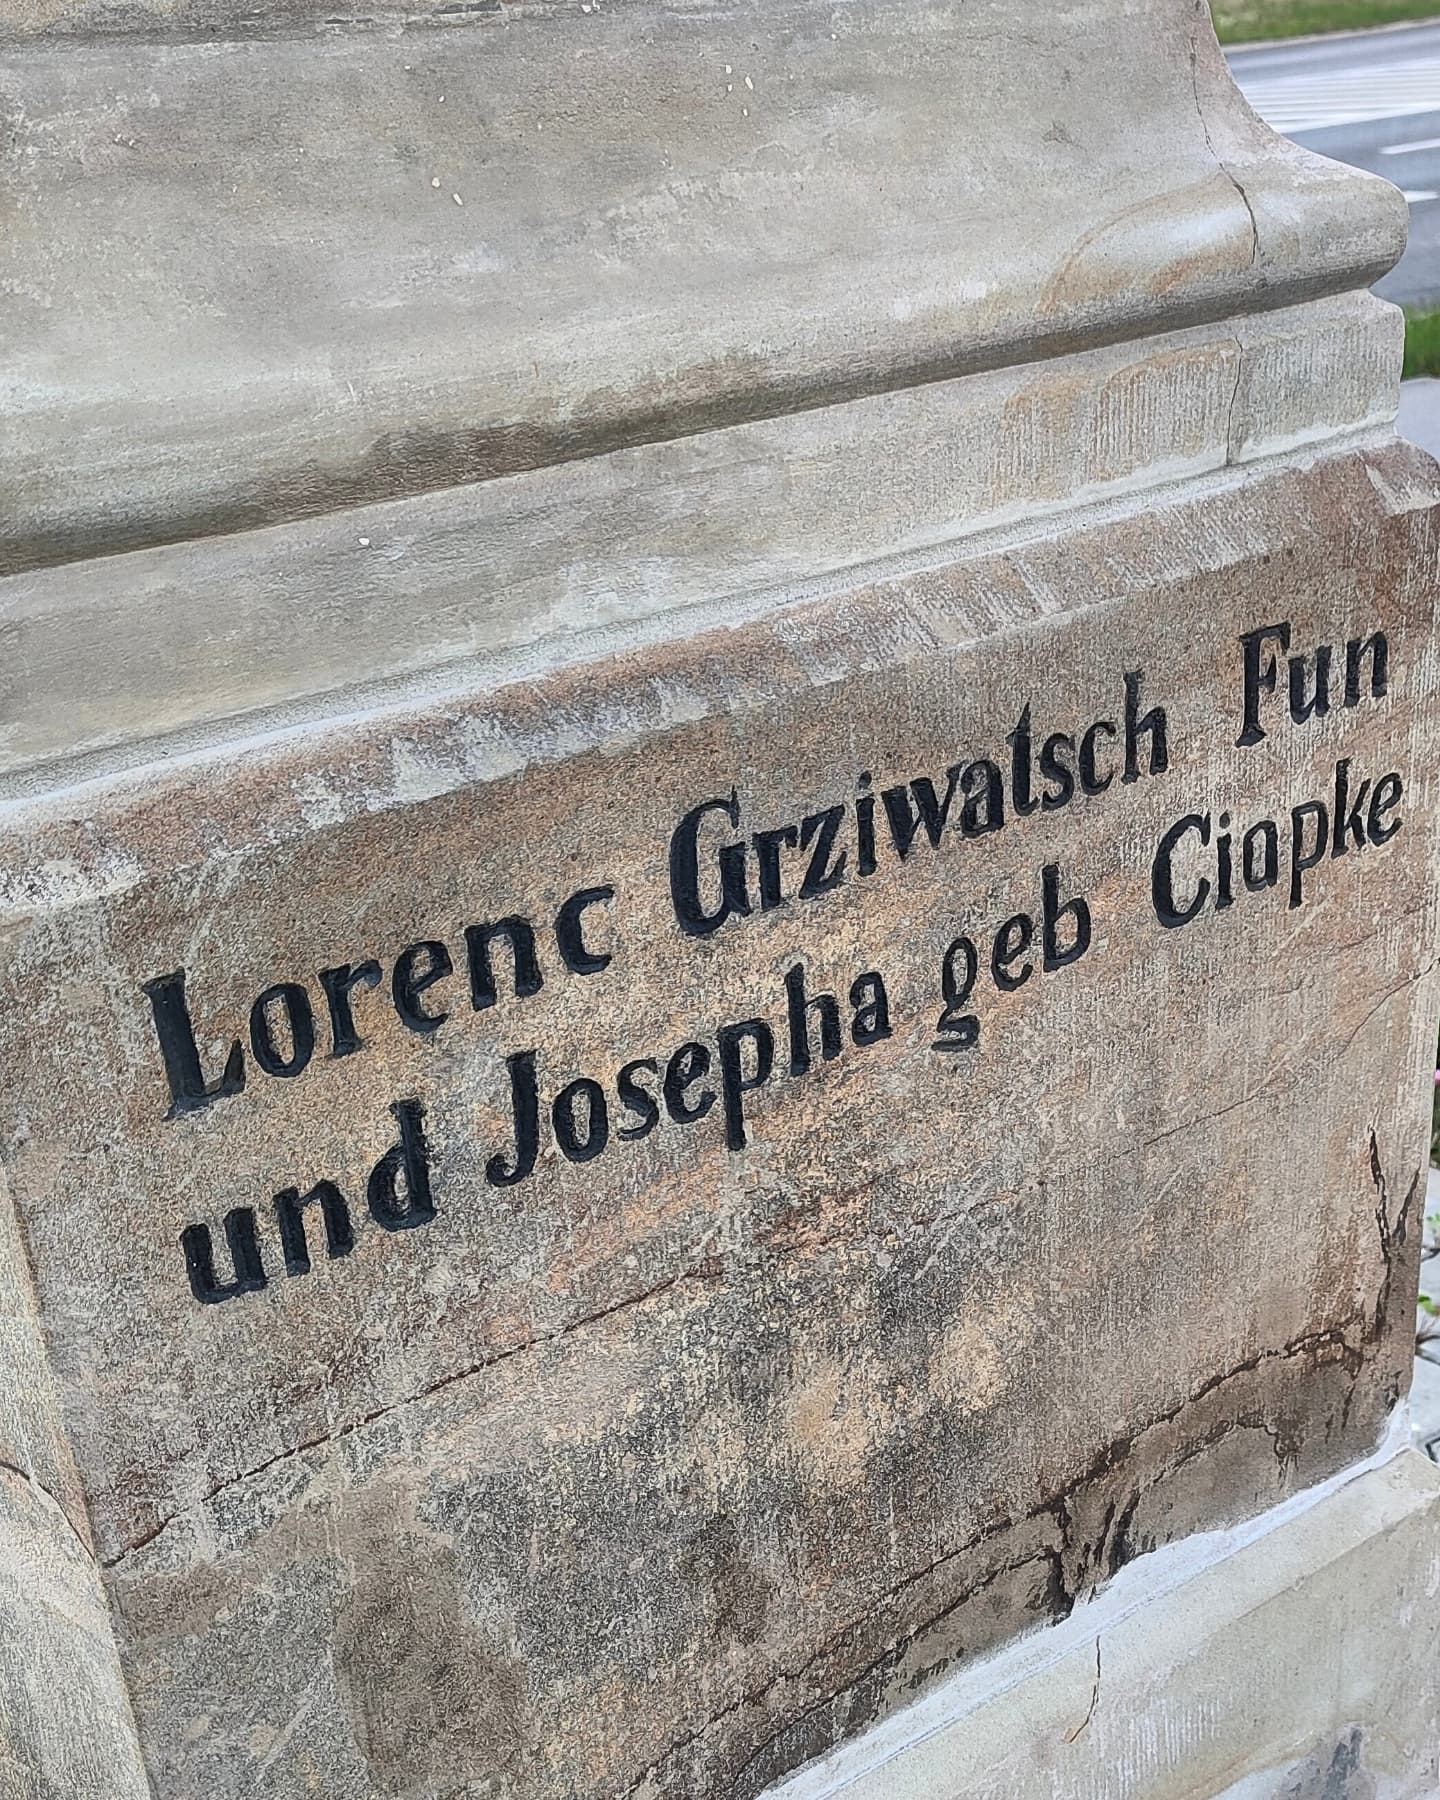 Lorenc Grziwatsch Fun
und Josepha geb Ciapke